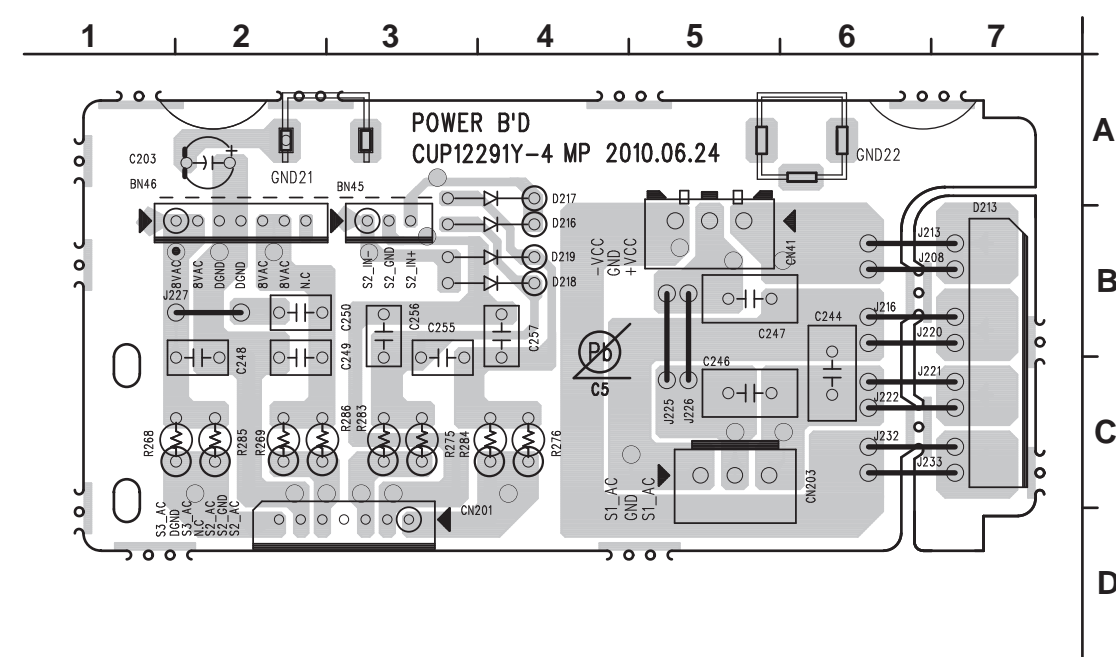 1 2 3 4 5 6 7
A
B
C
D
POWER B'D
CUP12291Y-4 MP 2010.06.24
C203
GND21
GND22
BN46
BN45
D217
D216
D219
D218
CN41
D213
-VCC
GND
+VCC
8VAC
8VAC
DGND
DGND
8VAC
8VAC
N.C
S2_IN-
S2_GND
S2_IN+
J213
J208
J216
J220
J221
J222
J232
J233
J227
C250
C256
C255
C257
C248
C249
Pb
C5
C247
C244
C246
J225
J226
R268
R285
R269
R286
R283
R275
R284
R276
S3_AC
DGND
S3_AC
N.C
S2_AC
S2_GND
S2_AC
CN201
S1_AC
GND
S1_AC
CN203